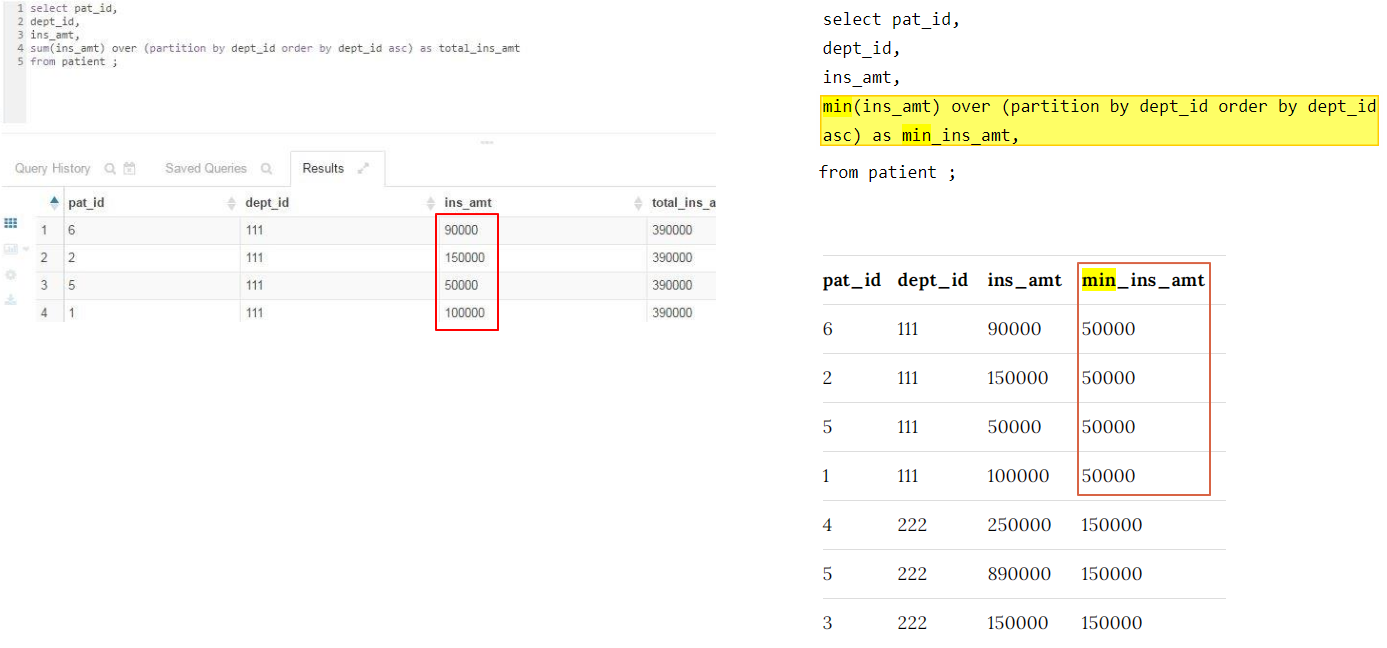 1 select pat_id,
2 dept_id,
3 ins_amt,
4 sum(ins_amt) over (partition by dept_id order by dept_id asc) as total_ins_amt
5 from patient ;
Query History Saved Queries Results
pat_id dept_id ins_amt total_ins_a
1 6 111 90000 390000
2 2 111 150000 390000
3 5 111 50000 390000
4 1 111 100000 390000
select pat_id,
dept_id,
ins_amt,
min(ins_amt) over (partition by dept_id order by dept_id
asc) as min_ins_amt,
from patient ;
pat_id dept_id ins_amt min_ins_amt
6 111 90000 50000
2 111 150000 50000
5 111 50000 50000
1 111 100000 50000
4 222 250000 150000
5 222 890000 150000
3 222 150000 150000